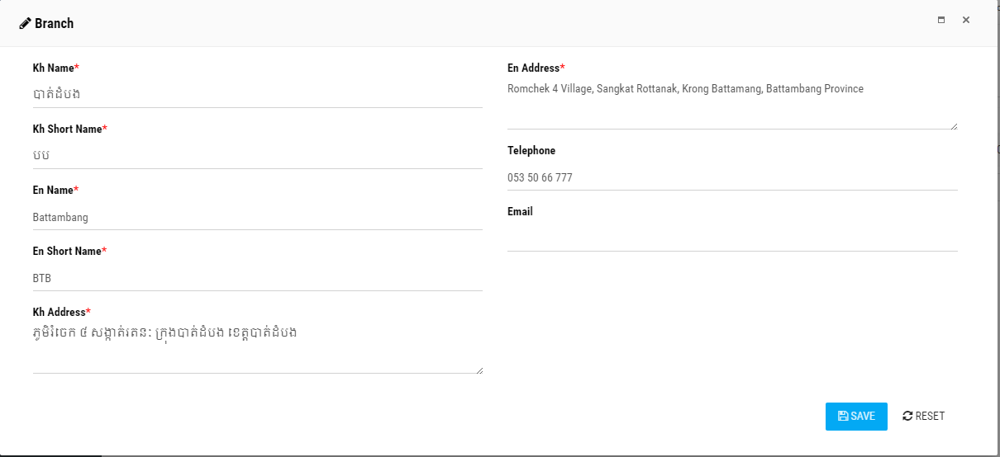 Branch
Kh Name*
បាត់ដំបង
Kh Short Name*
បប
En Name*
Battambang
En Short Name*
BTB
Kh Address*
ភូមិរំចេក ៤ សង្កាត់រតនៈ ក្រុងបាត់ដំបង ខេត្តបាត់ដំបង
En Address*
Romchek 4 Village, Sangkat Rottanak, Krong Battamang, Battambang Province
Telephone
053 50 66 777
Email
SAVE
RESET